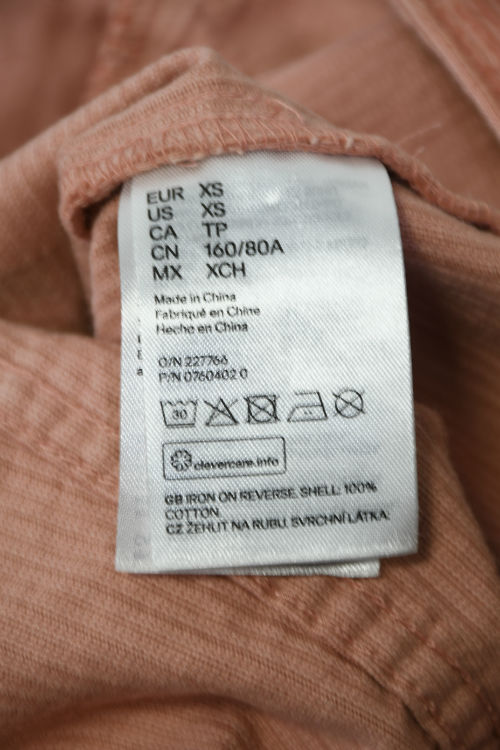 EUR XS
US XS
CA TP
CN 160/80A
MX XCH
Made in China
Fabriqué en Chine
Hecho en China
O/N 227766
P/N 0760402 0
30
clevercare.info
GB IRON ON REVERSE. SHELL: 100%
COTTON.
CZ ŽEHLIT NA RUBU. SVRCHNÍ LÁTKA: